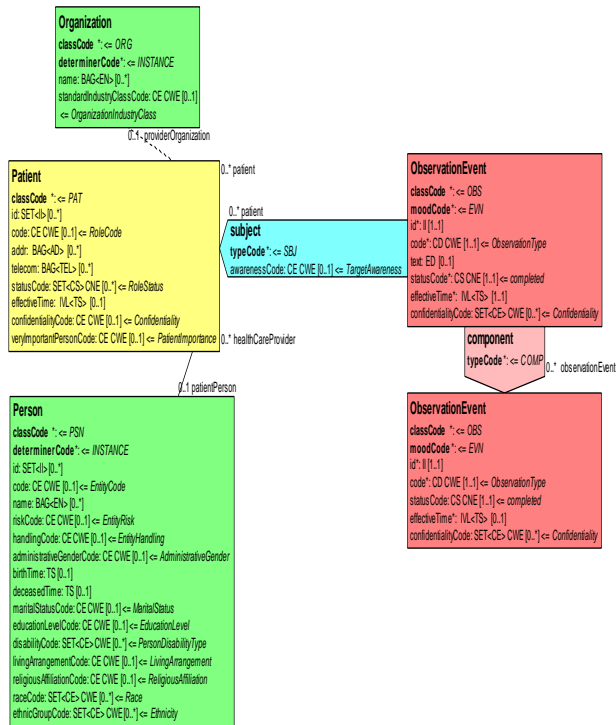 Organization
classCode *: <= ORG
determinerCode*: <= INSTANCE
name: BAG<EN> [0..*]
standardIndustryClassCode: CE CWE [0..1]
<= OrganizationIndustryClass
0..1 providerOrganization
0..* patient
Patient
classCode *: <= PAT
id: SET<II> [0..*]
code: CE CWE [0..1] <= RoleCode
addr: BAG<AD> [0..*]
telecom: BAG<TEL> [0..*]
statusCode: SET<CS> CNE [0..*] <= RoleStatus
effectiveTime: IVL<TS> [0..1]
confidentialityCode: CE CWE [0..1] <= Confidentiality
veryImportantPersonCode: CE CWE [0..1] <= PatientImportance
0..* patient
subject
typeCode*: <= SBJ
awarenessCode: CE CWE [0..1] <= TargetAwareness
ObservationEvent
classCode *: <= OBS
moodCode*: <= EVN
id*: II [1..1]
code*: CD CWE [1..1] <= ObservationType
text: ED [0..1]
statusCode*: CS CNE [1..1] <= completed
effectiveTime*: IVL<TS> [1..1]
confidentialityCode: SET<CE> CWE [0..*] <= Confidentiality
component
typeCode*: <= COMP
0..* observationEvent
ObservationEvent
classCode *: <= OBS
moodCode*: <= EVN
id*: II [1..1]
code*: CD CWE [1..1] <= ObservationType
statusCode: CS CNE [1..1] <= completed
effectiveTime*: IVL<TS> [0..1]
confidentialityCode: SET<CE> CWE [0..*] <= Confidentiality
0..* healthCareProvider
0..1 patientPerson
Person
classCode *: <= PSN
determinerCode*: <= INSTANCE
id: SET<II> [0..*]
code: CE CWE [0..1] <= EntityCode
name: BAG<EN> [0..*]
riskCode: CE CWE [0..1] <= EntityRisk
handlingCode: CE CWE [0..1] <= EntityHandling
administrativeGenderCode: CE CWE [0..1] <= AdministrativeGender
birthTime: TS [0..1]
deceasedTime: TS [0..1]
maritalStatusCode: CE CWE [0..1] <= MaritalStatus
educationLevelCode: CE CWE [0..1] <= EducationLevel
disabilityCode: SET<CE> CWE [0..*] <= PersonDisabilityType
livingArrangementCode: CE CWE [0..1] <= LivingArrangement
religiousAffiliationCode: CE CWE [0..1] <= ReligiousAffiliation
raceCode: SET<CE> CWE [0..*] <= Race
ethnicGroupCode: SET<CE> CWE [0..*] <= Ethnicity